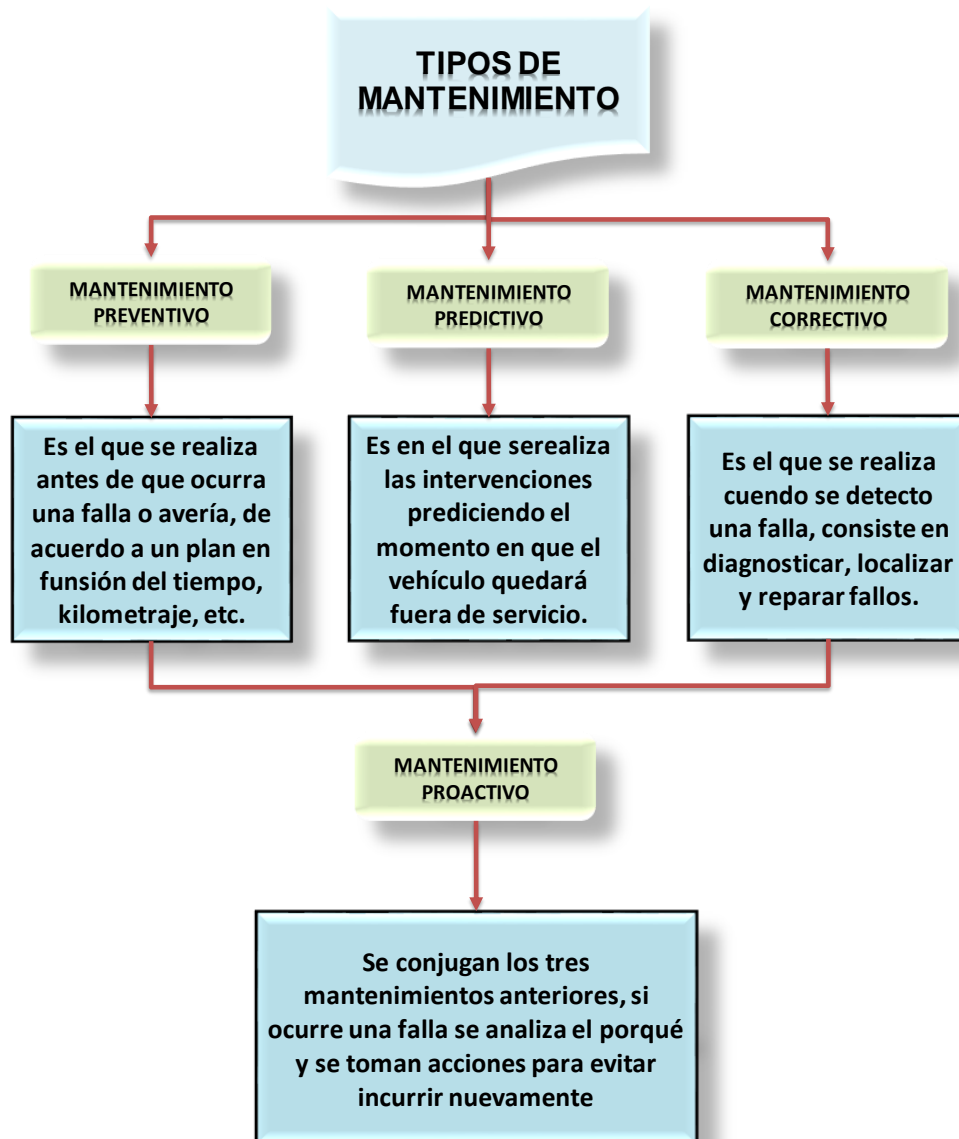 TIPOS DE
MANTENIMIENTO
MANTENIMIENTO
PREVENTIVO
MANTENIMIENTO
PREDICTIVO
MANTENIMIENTO
CORRECTIVO
Es el que se realiza
antes de que ocurra
una falla o avería, de
acuerdo a un plan en
funsión del tiempo,
kilometraje, etc.
Es en el que serealiza
las intervenciones
prediciendo el
momento en que el
vehículo quedará
fuera de servicio.
Es el que se realiza
cuendo se detecto
una falla, consiste en
diagnosticar, localizar
y reparar fallos.
MANTENIMIENTO
PROACTIVO
Se conjugan los tres
mantenimientos anteriores, si
ocurre una falla se analiza el porqué
y se toman acciones para evitar
incurrir nuevamente